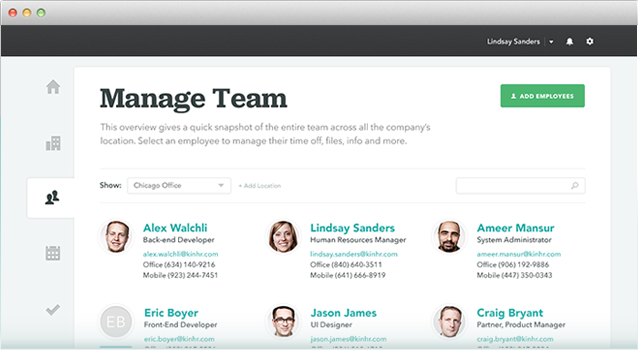 Lindsay Sanders
Manage Team
ADD EMPLOYEES
This overview gives a quick snapshot of the entire team across all the company's
location. Select an employee to manage their time off, files, info and more.
Show: Chicago Office + Add Location
Alex Walchli
Back-end Developer
alex.walchli@kinhr.com
Office (634) 140-9216
Mobile (923) 244-7451
Lindsay Sanders
Human Resources Manager
lindsay.sanders@kinhr.com
Office (840) 640-3511
Mobile (641) 666-8919
Ameer Mansur
System Administrator
ameer.mansur@kinhr.com
Office (906) 192-9886
Mobile (447) 350-0343
EB
Eric Boyer
Front-End Developer
eric.boyer@kinhr.com
Jason James
UI Designer
jason.james@kinhr.com
Craig Bryant
Partner, Product Manager
craig.bryant@kinhr.com